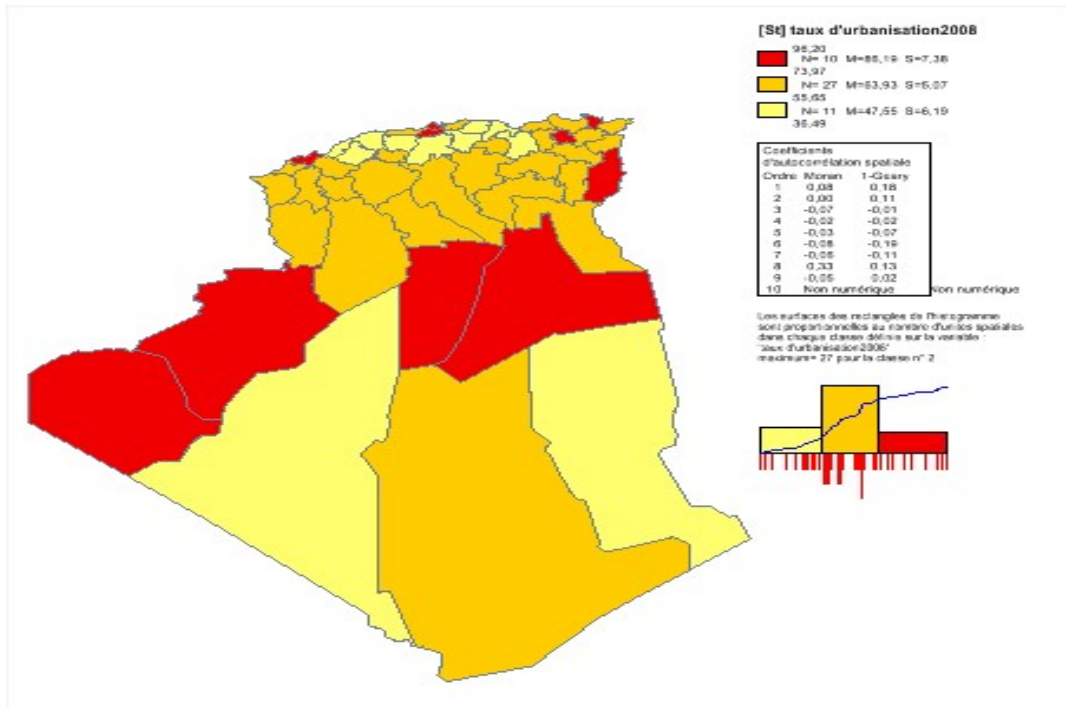 [St] taux d'urbanisation2008
96,20
N= 10 M=85,19 S=7,38
73,97
N= 27 M=63,93 S=5,07
55,65
N= 11 M=47,55 S=6,19
36,49
Coefficients
d'autocorrélation spatiale
Ordre Moran 1-Geary
1 0,08 0,18
2 0,00 0,11
3 -0,07 -0,01
4 -0,02 -0,02
5 -0,03 -0,07
6 -0,08 -0,19
7 -0,05 -0,11
8 0,33 0,13
9 -0,05 0,02
10 Non numérique Non numérique
Les surfaces des rectangles de l'histogramme
sont proportionnelles au nombre d'unités spatiales
dans chaque classe définie sur la variable :
"taux d'urbanisation2008"
maximum= 27 pour la classe n° 2